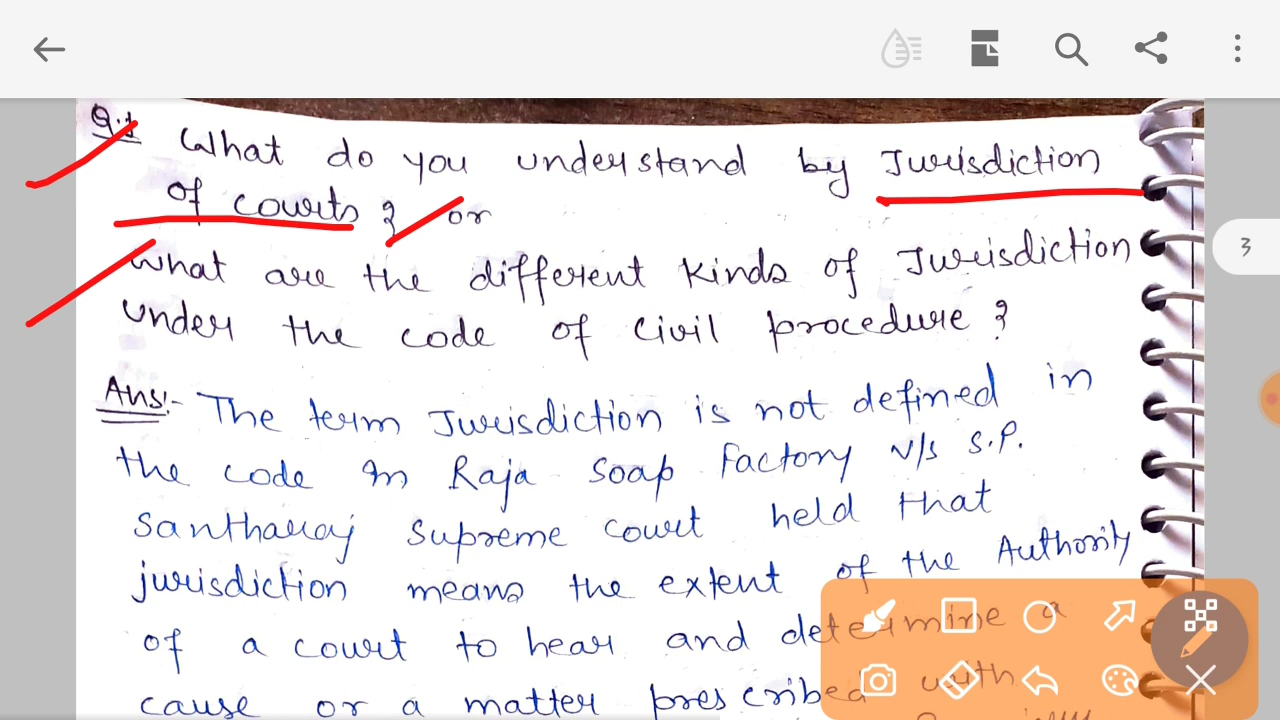 Q.1 What do you understand by Jurisdiction
of courts ? or
What are the different kinds of Jurisdiction
under the code of civil procedure ?
Ans:- The term Jurisdiction is not defined in
the code In Raja Soap Factory v/s S.P.
Santharaj Supreme court held that
jurisdiction means the extent of the Authority
of a court to hear and determine a
cause or a matter prescribed with
3